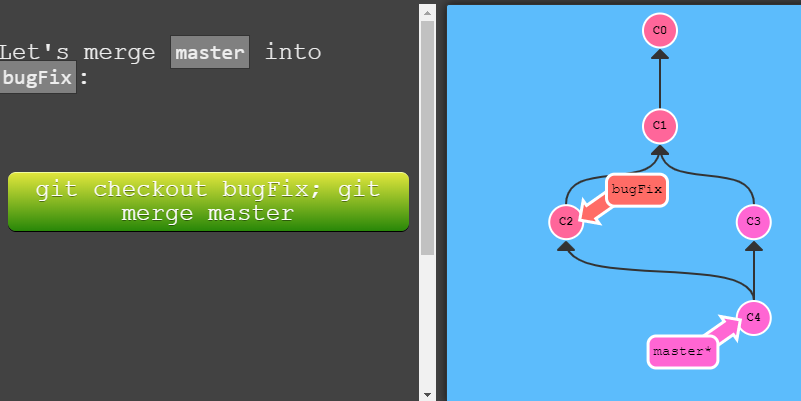 Let's merge master into
bugFix:
git checkout bugFix; git
merge master
C0
C1
bugFix
C2
C3
C4
master*